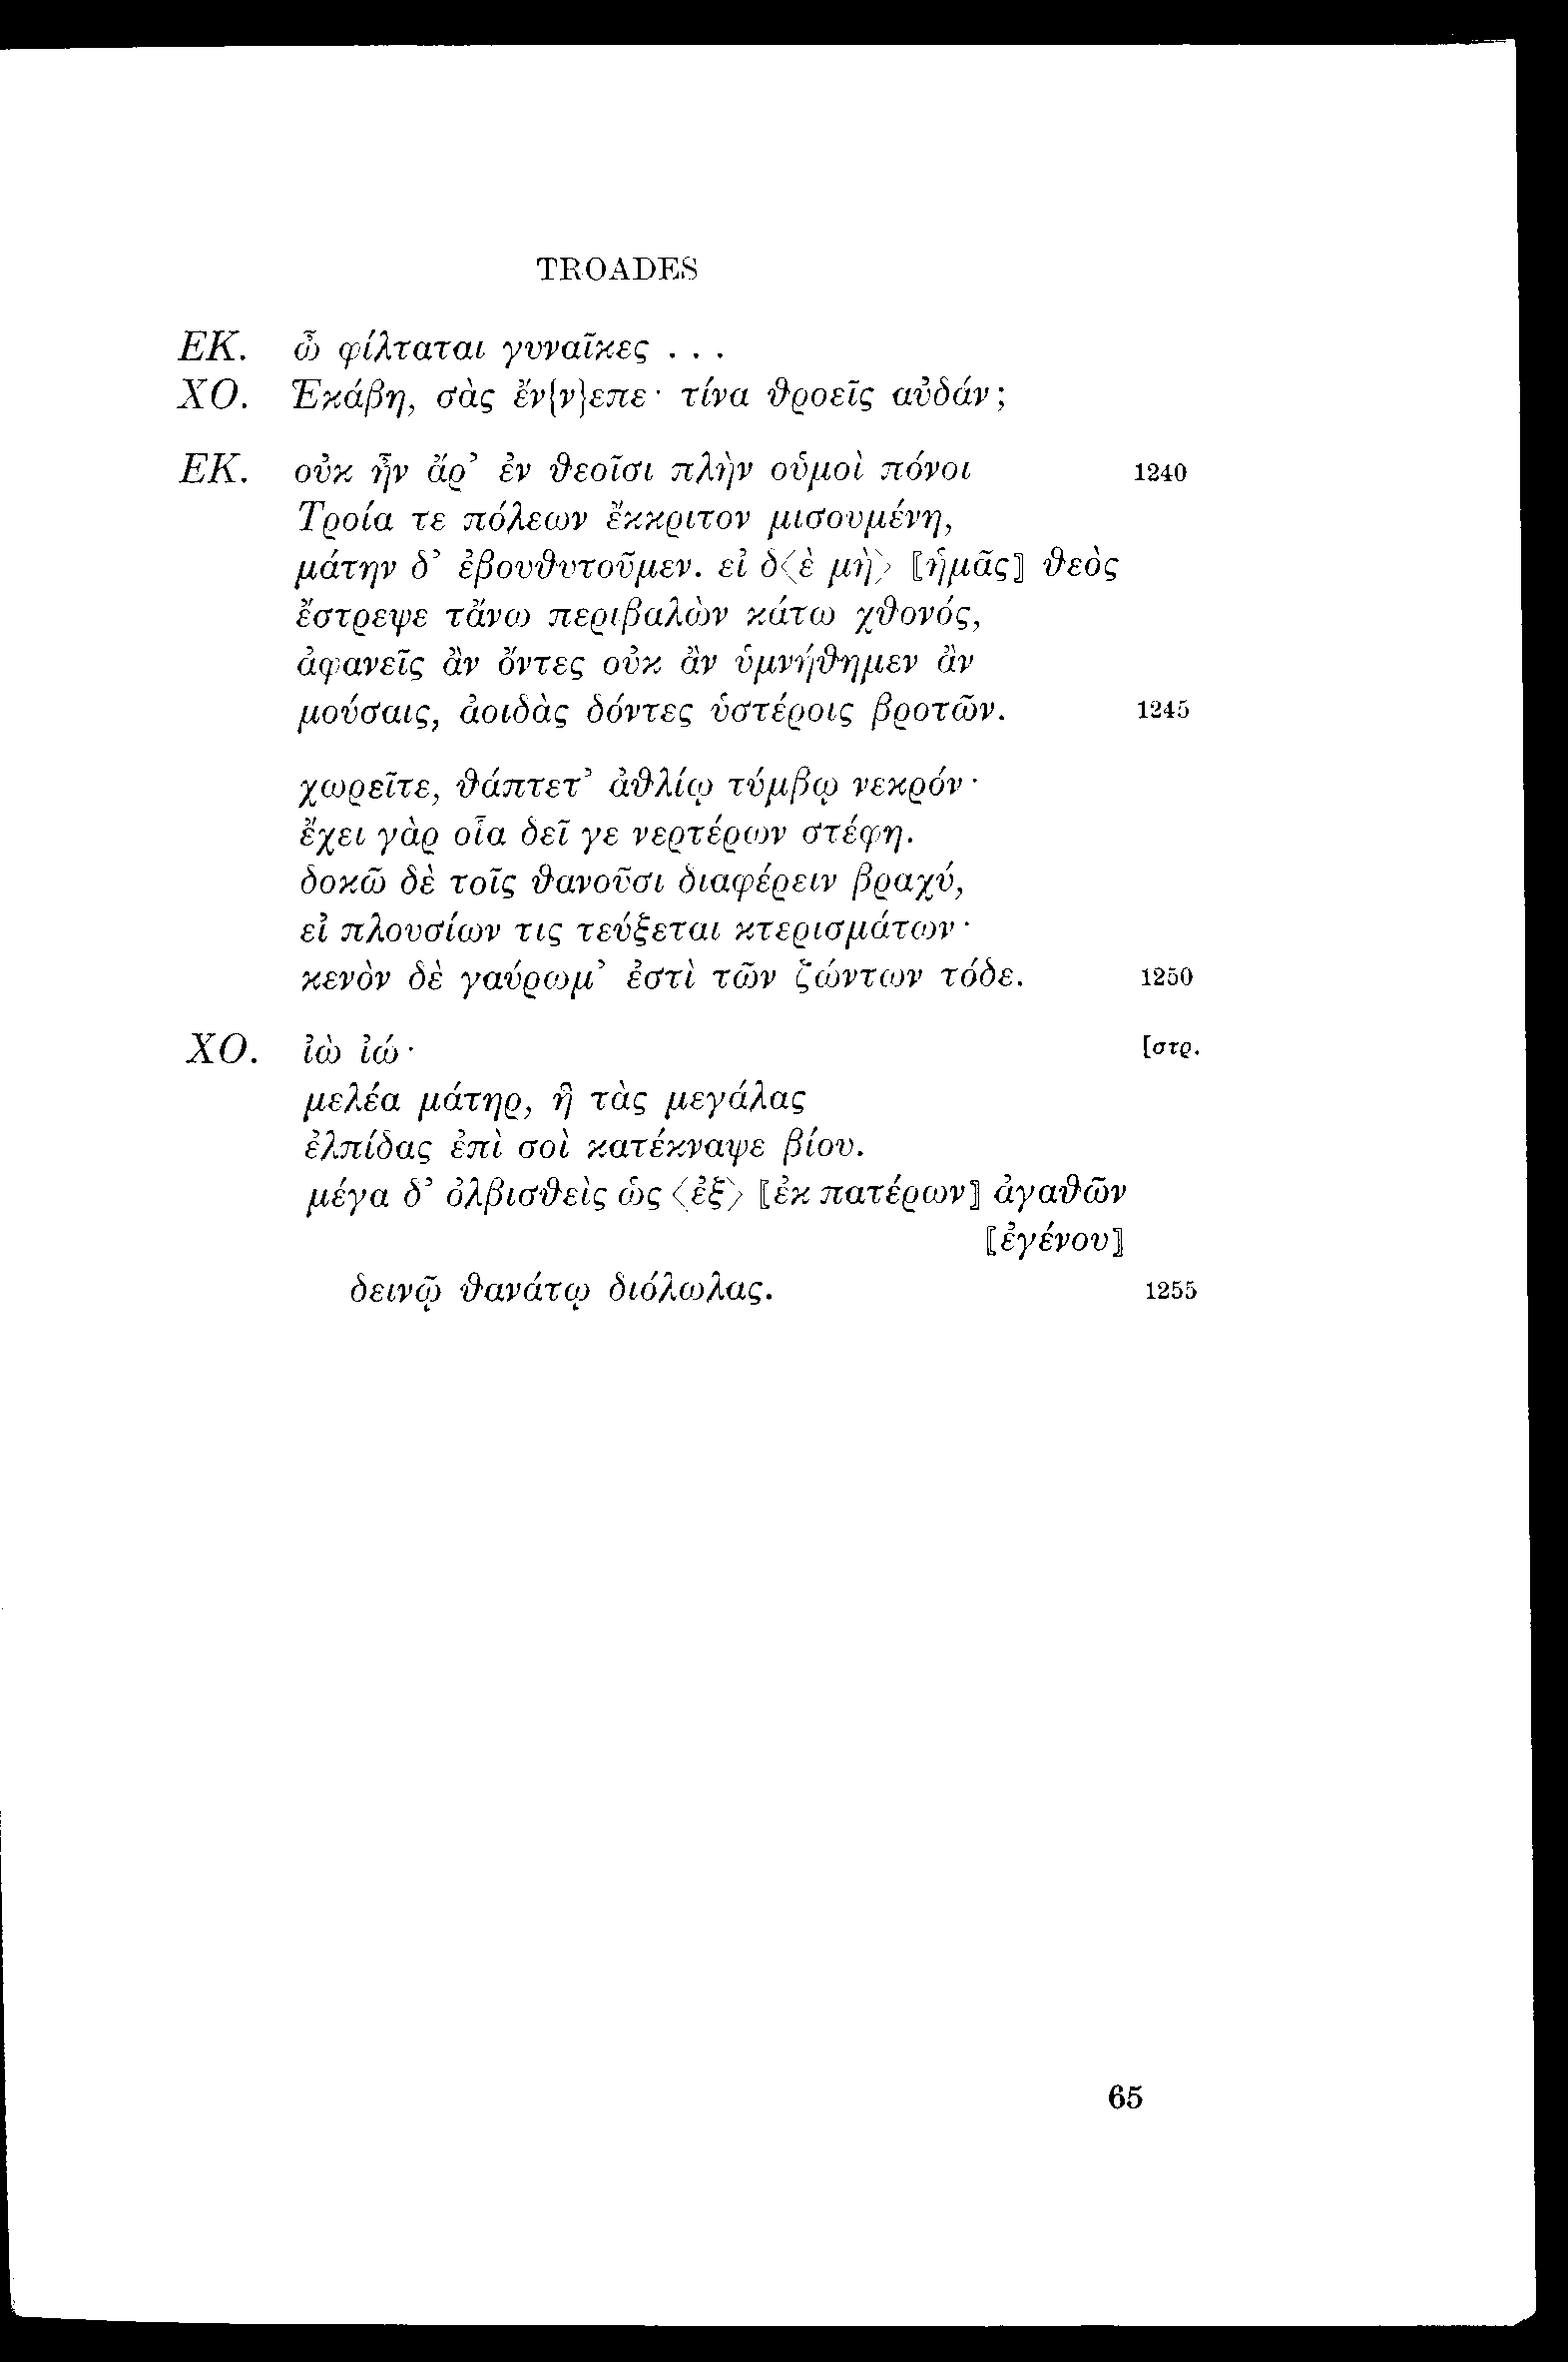 TROADES
ΕΚ. ὦ φίλταται γυναῖκες . . .
ΧΟ. Ἑκάβη, σὰς ἔν{ν}επε· τίνα θροεῖς αὐδάν;
ΕΚ. οὐκ ἦν ἄρ’ ἐν θεοῖσι πλὴν οὑμοὶ πόνοι 1240
Τροία τε πόλεων ἔκκριτον μισουμένη,
μάτην δ’ ἐβουθυτοῦμεν. εἰ δ〈ὲ μὴ〉 ⟦ἡμᾶς⟧ θεὸς
ἔστρεψε τἄνω περιβαλὼν κάτω χθονός,
ἀφανεῖς ἂν ὄντες οὐκ ἂν ὑμνήθημεν ἂν
μούσαις, ἀοιδὰς δόντες ὑστέροις βροτῶν. 1245
χωρεῖτε, θάπτετ’ ἀθλίῳ τύμβῳ νεκρόν·
ἔχει γὰρ οἷα δεῖ γε νερτέρων στέφη.
δοκῶ δὲ τοῖς θανοῦσι διαφέρειν βραχύ,
εἰ πλουσίων τις τεύξεται κτερισμάτων·
κενὸν δὲ γαύρωμ’ ἐστὶ τῶν ζώντων τόδε. 1250
ΧΟ. ἰὼ ἰώ· [στρ.
μελέα μάτηρ, ἣ τὰς μεγάλας
ἐλπίδας ἐπὶ σοὶ κατέκναψε βίου.
μέγα δ’ ὀλβισθεὶς ὡς 〈ἐξ〉 ⟦ἐκ πατέρων⟧ ἀγαθῶν
⟦ἐγένου⟧
δεινῷ θανάτῳ διόλωλας. 1255
65